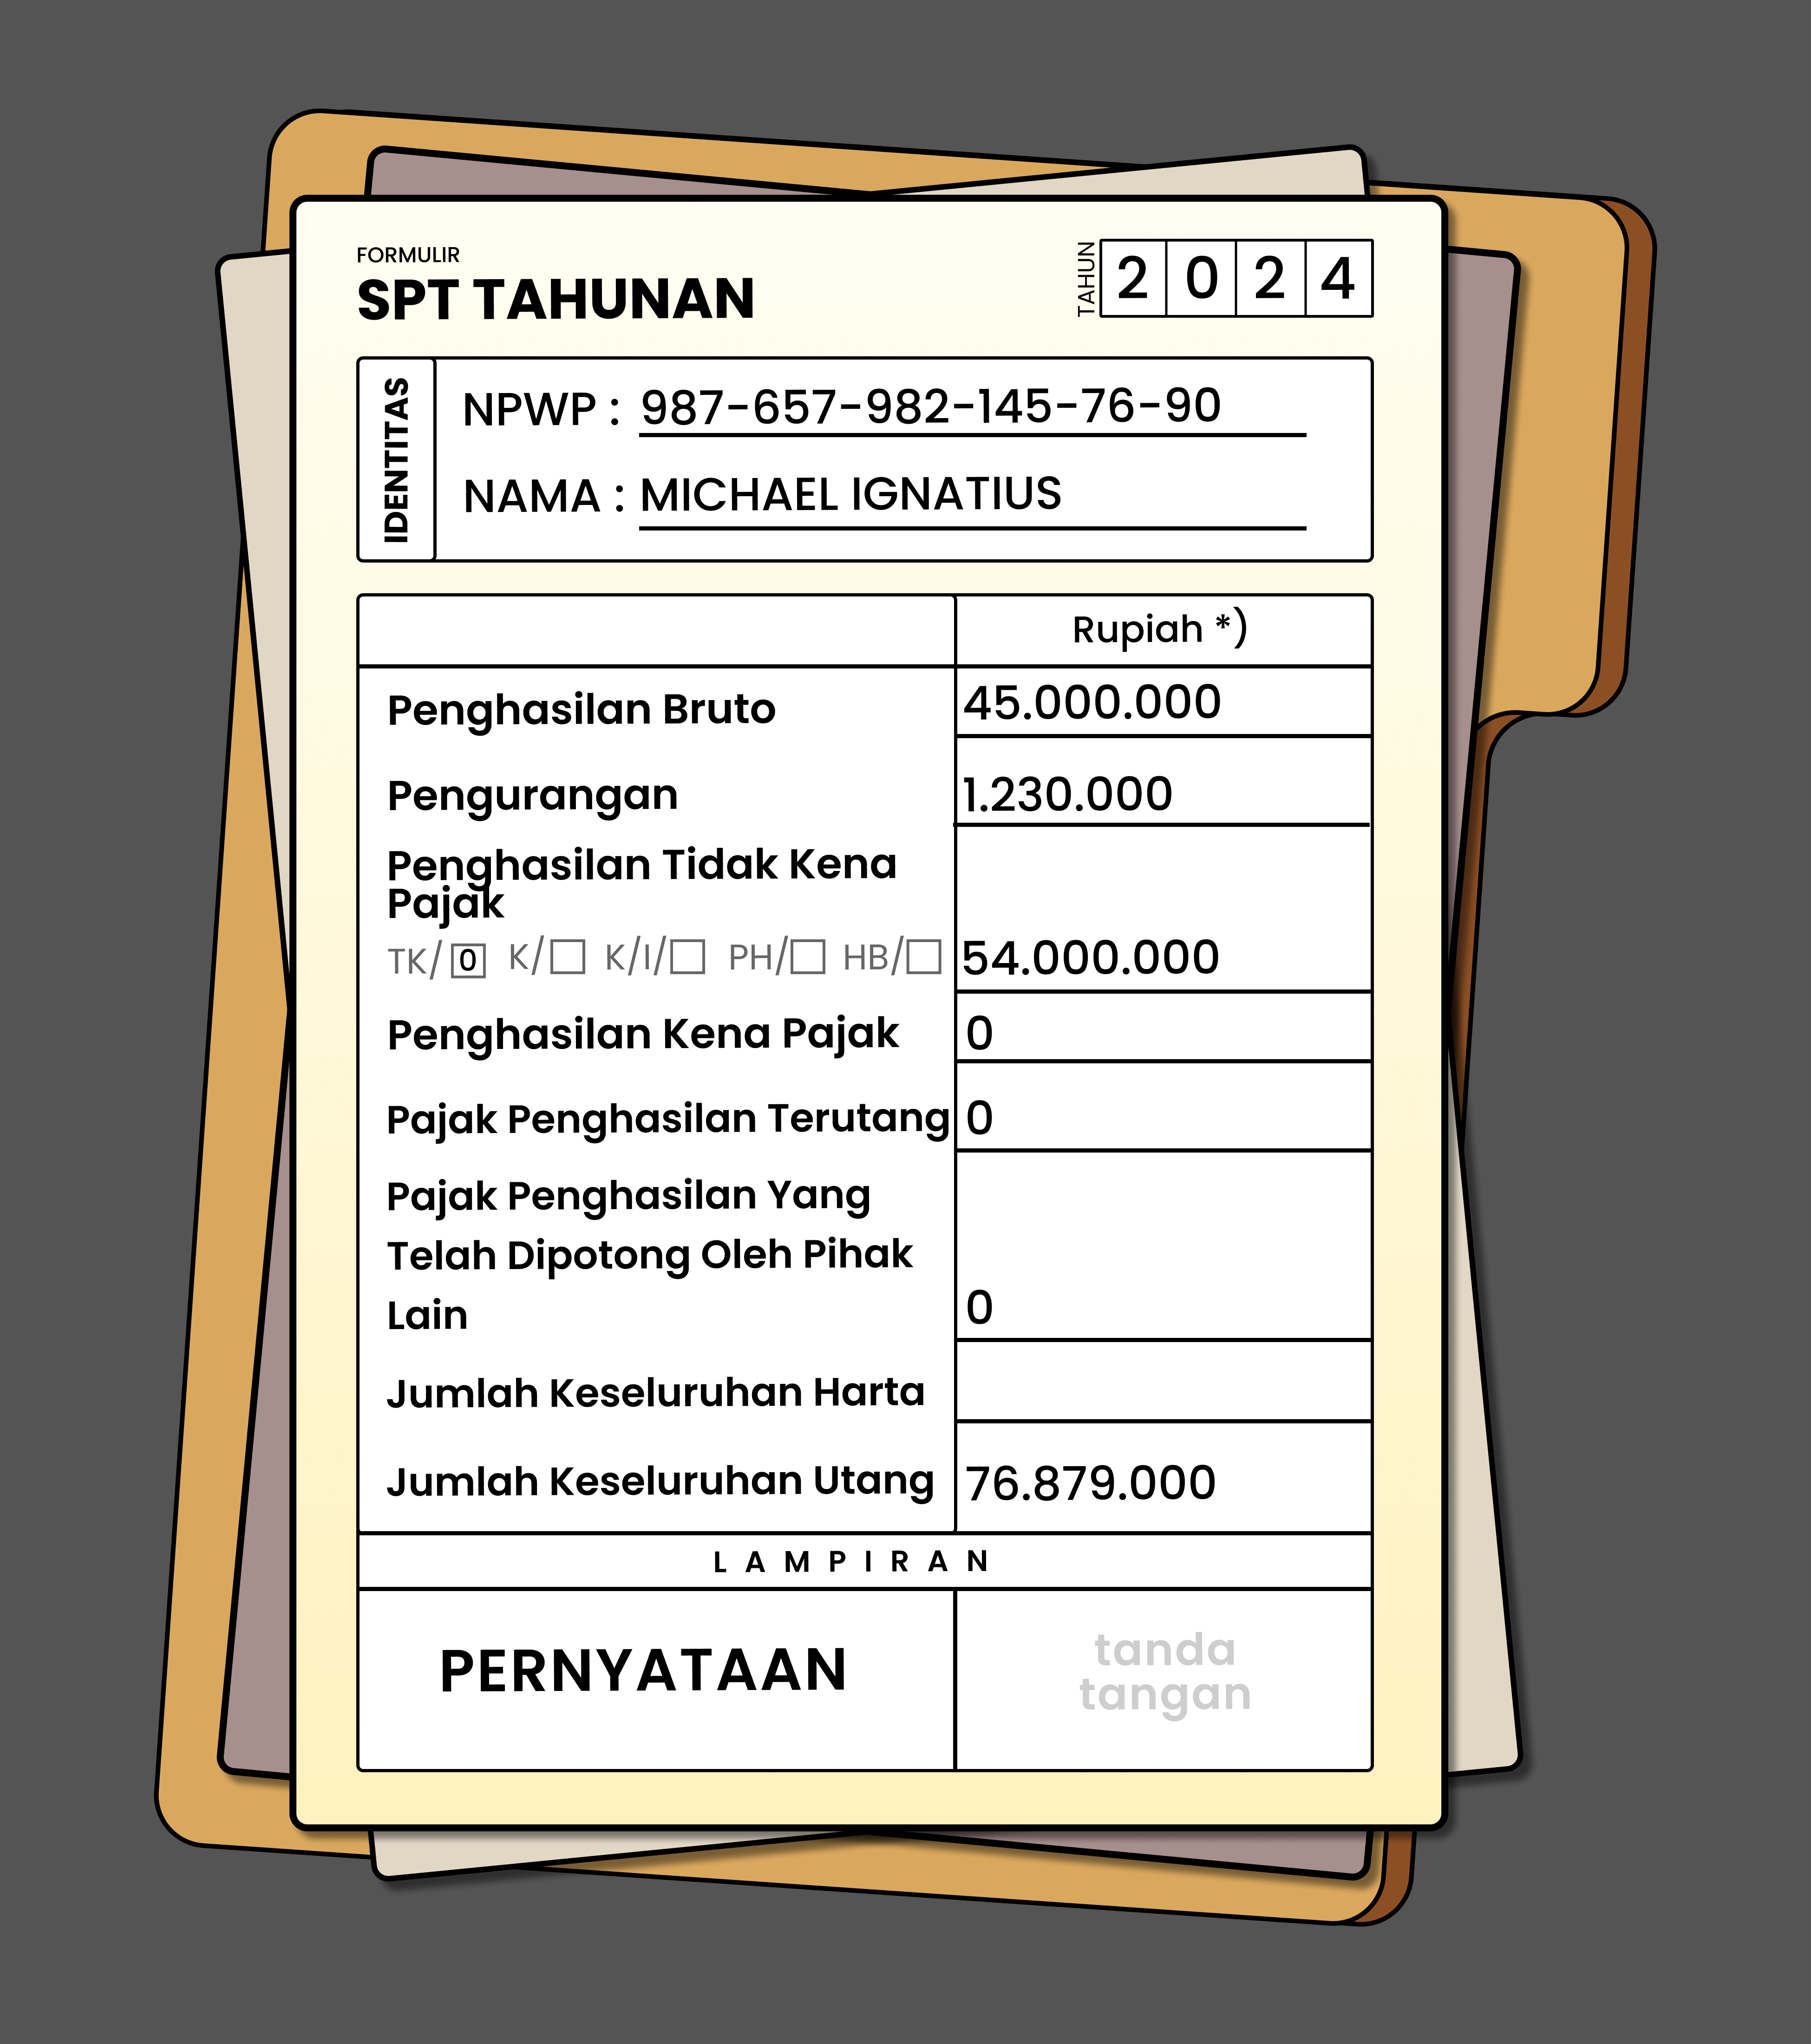 FORMULIR
SPT TAHUNAN
TAHUN
2 0 2 4
IDENTITAS
NPWP : 987-657-982-145-76-90
NAMA : MICHAEL IGNATIUS
Rupiah *)
Penghasilan Bruto 45.000.000
Pengurangan 1.230.000
Penghasilan Tidak Kena
Pajak
TK/ 0 K/ K/I/ PH/ HB/ 54.000.000
Penghasilan Kena Pajak 0
Pajak Penghasilan Terutang 0
Pajak Penghasilan Yang
Telah Dipotong Oleh Pihak
Lain 0
Jumlah Keseluruhan Harta
Jumlah Keseluruhan Utang 76.879.000
LAMPIRAN
PERNYATAAN
tanda
tangan